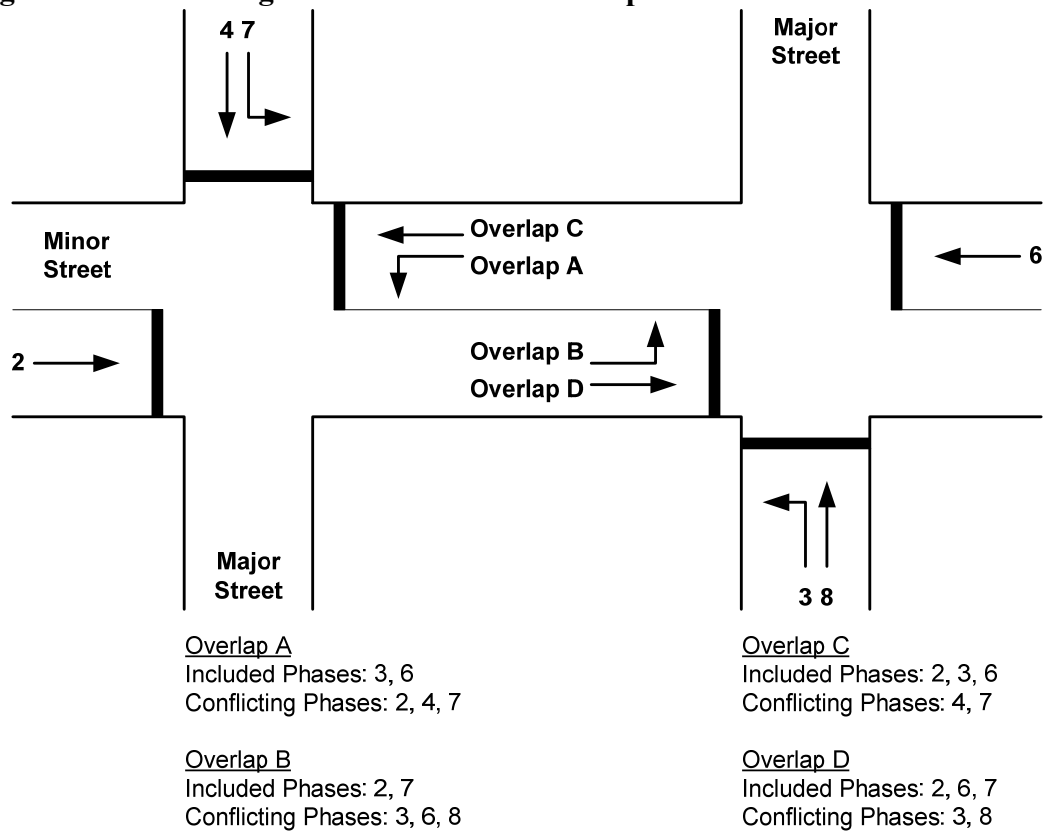 4 7
Major
Street
Overlap C
Overlap A
Minor
Street
6
Overlap B
Overlap D
2
Major
Street
3 8
Overlap A
Included Phases: 3, 6
Conflicting Phases: 2, 4, 7
Overlap C
Included Phases: 2, 3, 6
Conflicting Phases: 4, 7
Overlap B
Included Phases: 2, 7
Conflicting Phases: 3, 6, 8
Overlap D
Included Phases: 2, 6, 7
Conflicting Phases: 3, 8